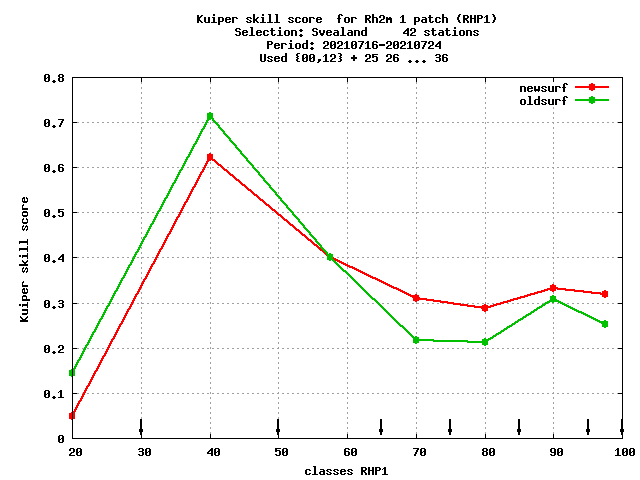 Kuiper skill score  for Rh2m 1 patch (RHP1)
Selection: Svealand     42 stations
Period: 20210716-20210724
Used {00,12} + 25 26 ... 36
newsurf
oldsurf
0.8
0.7
0.6
0.5
0.4
0.3
0.2
0.1
0
Kuiper skill score
20 30 40 50 60 70 80 90 100
classes RHP1